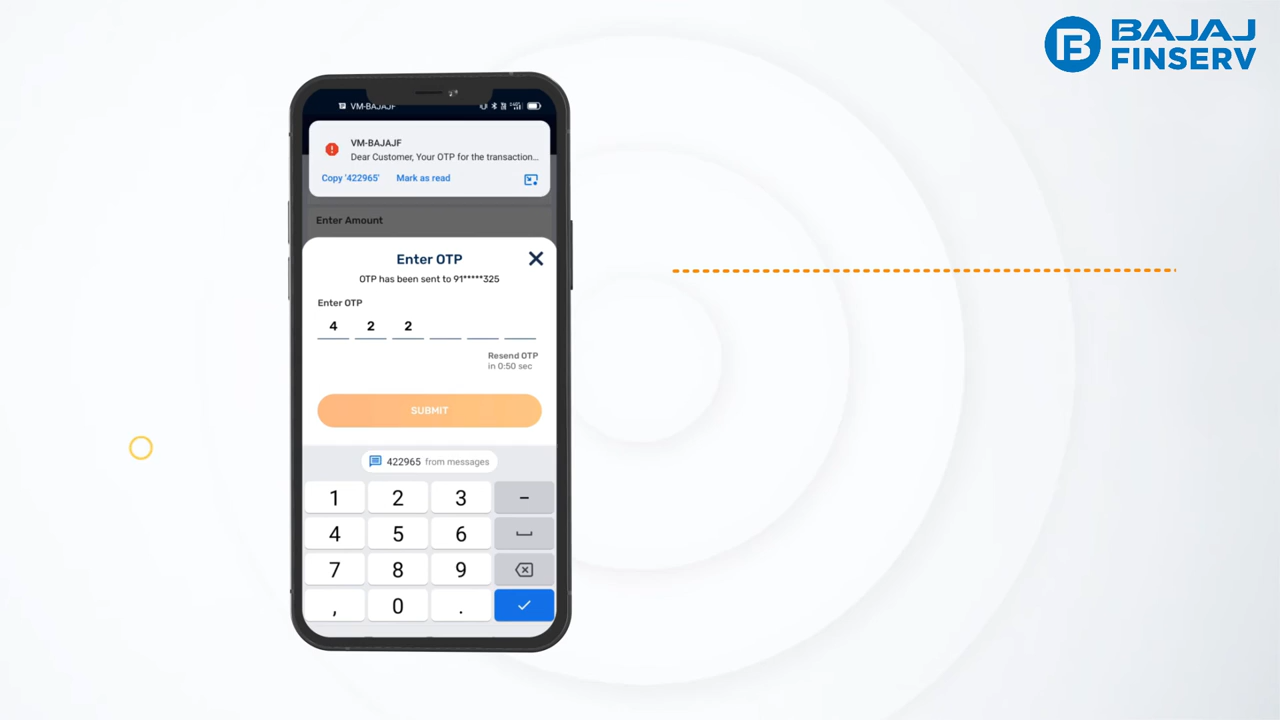 BAJAJ
FINSERV
VM-BAJAJF
VM-BAJAJF
Dear Customer, Your OTP for the transaction...
Copy '422965' Mark as read
Enter Amount
Enter OTP
OTP has been sent to 91*****325
Enter OTP
4 2 2
Resend OTP
in 0:50 sec
SUBMIT
422965 from messages
1 2 3 -
4 5 6
7 8 9
, 0 .